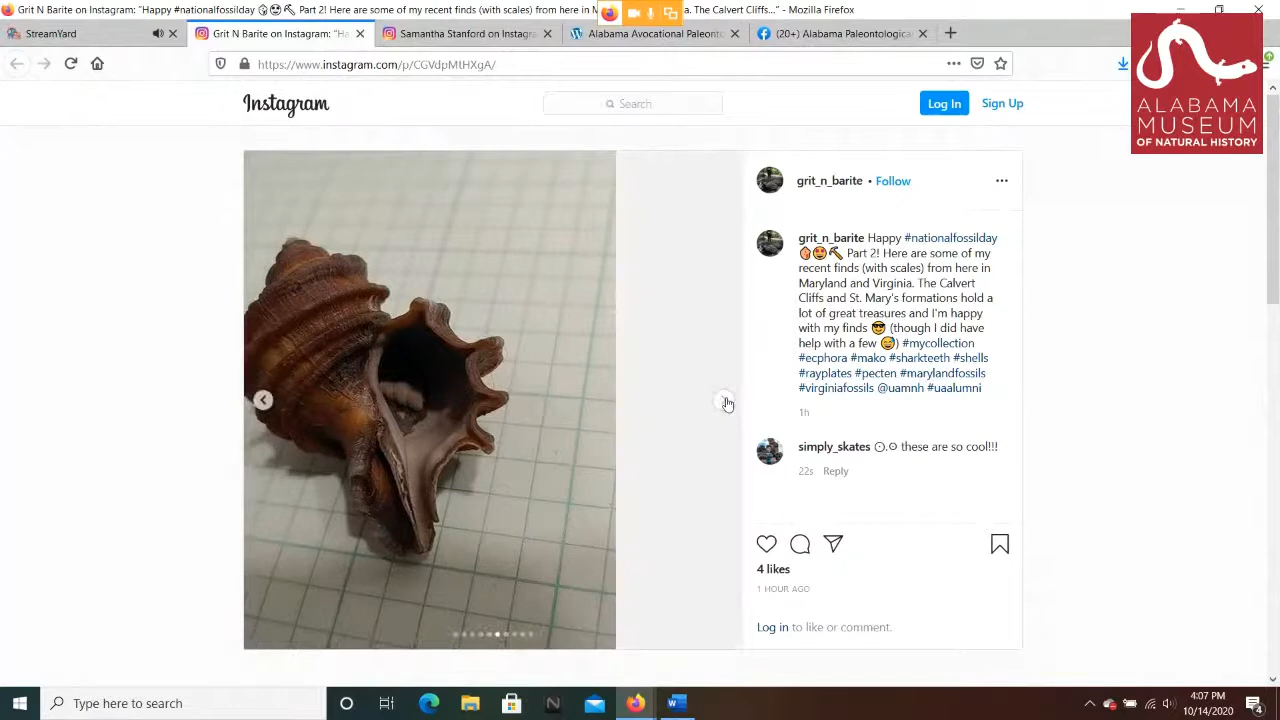 Grit N Barite on Instagram: "Happy #nationalfossilday Part 2! Here are some of my recent finds (with scales) from here in M a. The Calvert Cliffs..." - Mozilla Firefox
StreamYard
Grit N Barite on Instagram: "Ha
Samantha Stanford on Instagra
Alabama Avocational Paleont
(20+) Alabama Paleontological
https://www.instagram.com/p/CGVdpMtHXgA/
ALABAMA
MUSEUM
OF NATURAL HISTORY
Instagram
Search
Log In
Sign Up
grit_n_barite • Follow
grit_n_barite Happy #nationalfossilday
Part 2! Here are some of my
recent finds (with scales) from here in
Maryland and Virginia. The Calvert
Cliffs and St. Mary's formations hold a
lot of great treasures and I'm happy
with my finds 😎 (though I did have
help with a few 😅) #mycollection
#ecphora #mako #sharkteeth #shells
#rayplates #pecten #marylandfossils
#virginiafossils @uamnh #uaalumni
1h
simply_skates ⊙.⊙ these are so cool!!!
22s Reply
4 likes
1 HOUR AGO
Log in to like or comment.
Type here to search
4:07 PM
10/14/2020
4